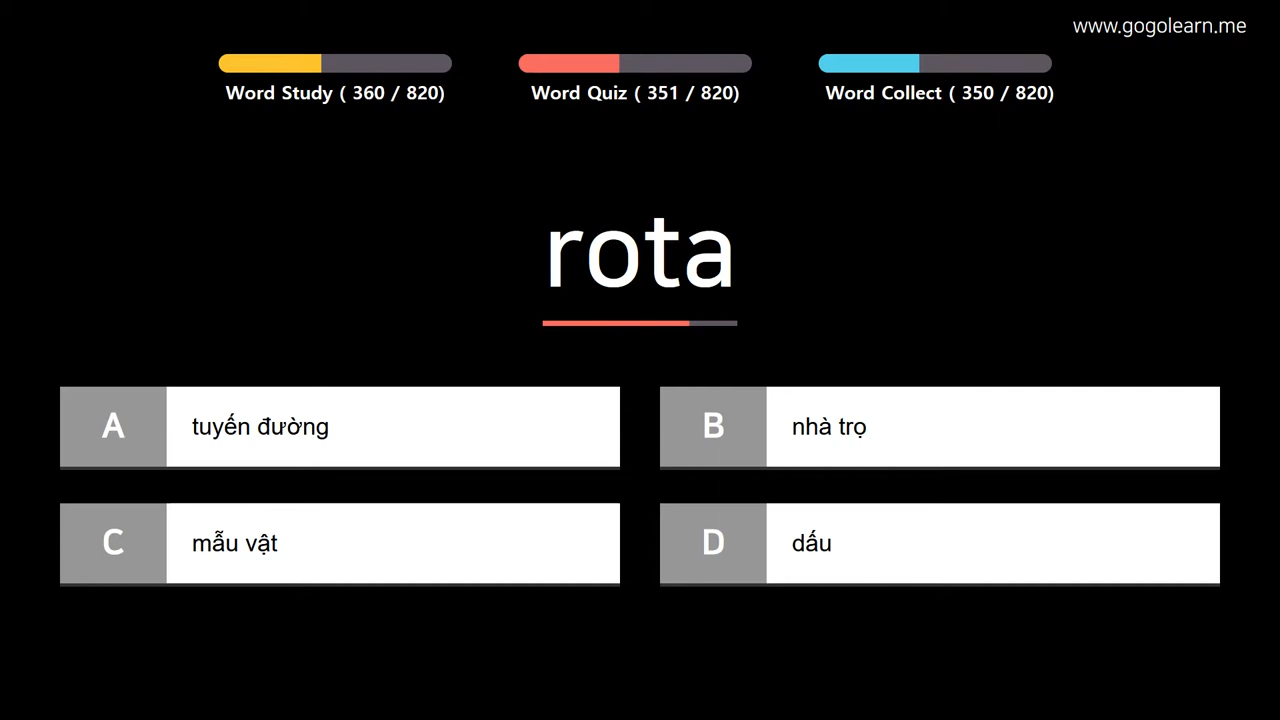 www.gogolearn.me
Word Study ( 360 / 820)
Word Quiz ( 351 / 820)
Word Collect ( 350 / 820)
rota
A tuyến đường
B nhà trọ
C mẫu vật
D dấu